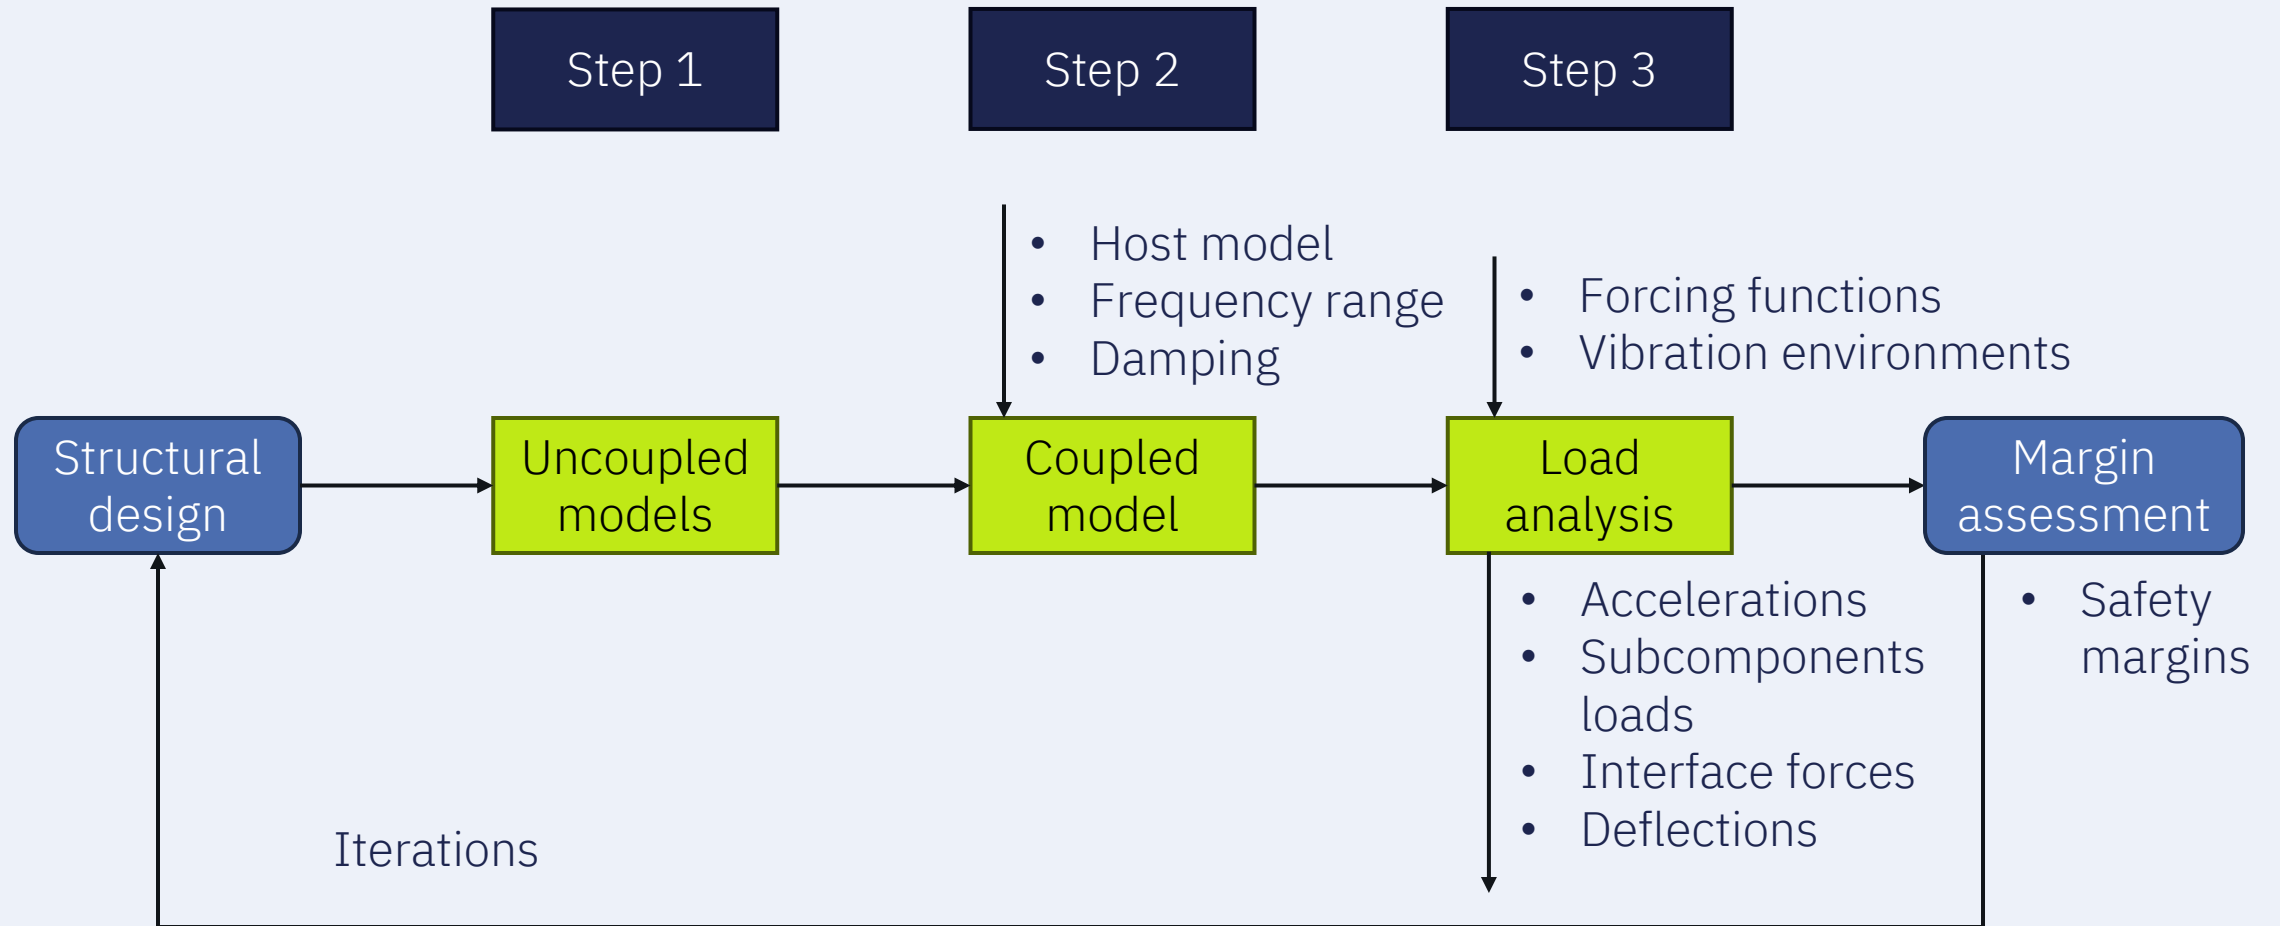 Step 1
Step 2
Step 3
• Host model
• Frequency range
• Damping
• Forcing functions
• Vibration environments
Structural
design
Uncoupled
models
Coupled
model
Load
analysis
Margin
assessment
• Accelerations
• Subcomponents
loads
• Interface forces
• Deflections
• Safety
margins
Iterations